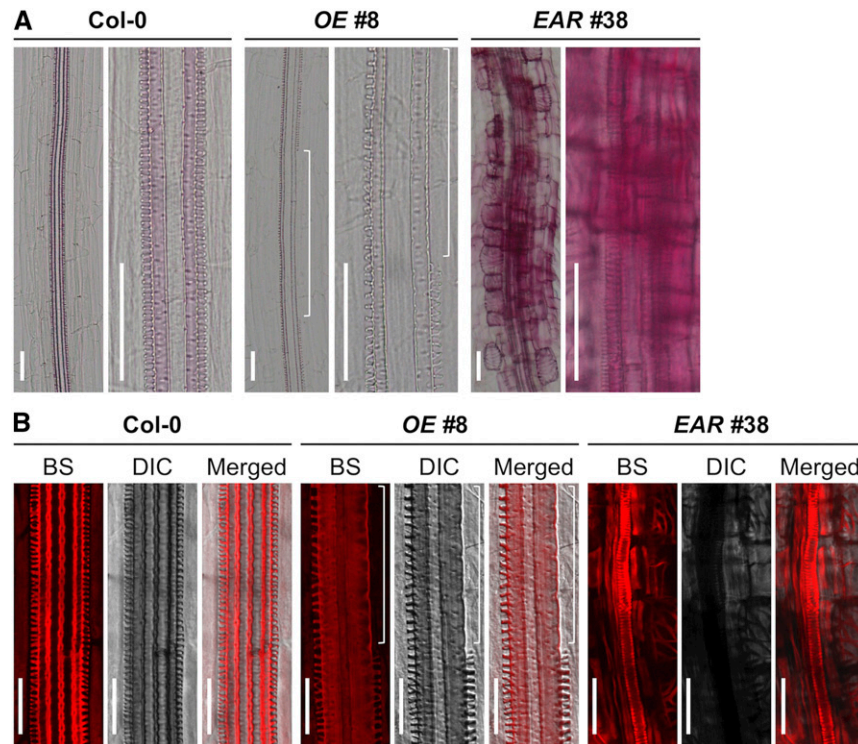 A
Col-0 OE #8 EAR #38
B
Col-0 OE #8 EAR #38
BS DIC Merged BS DIC Merged BS DIC Merged